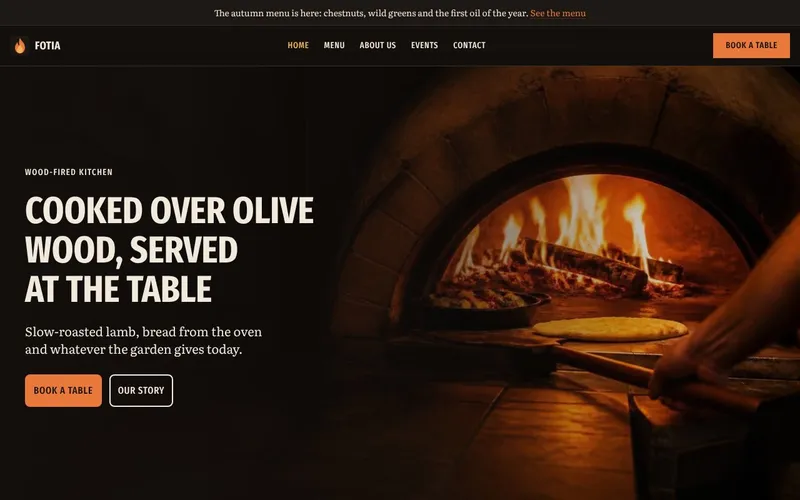 The autumn menu is here: chestnuts, wild greens and the first oil of the year. See the menu
FOTIA
HOME
MENU
ABOUT US
EVENTS
CONTACT
BOOK A TABLE
WOOD-FIRED KITCHEN
COOKED OVER OLIVE
WOOD, SERVED
AT THE TABLE
Slow-roasted lamb, bread from the oven
and whatever the garden gives today.
BOOK A TABLE
OUR STORY